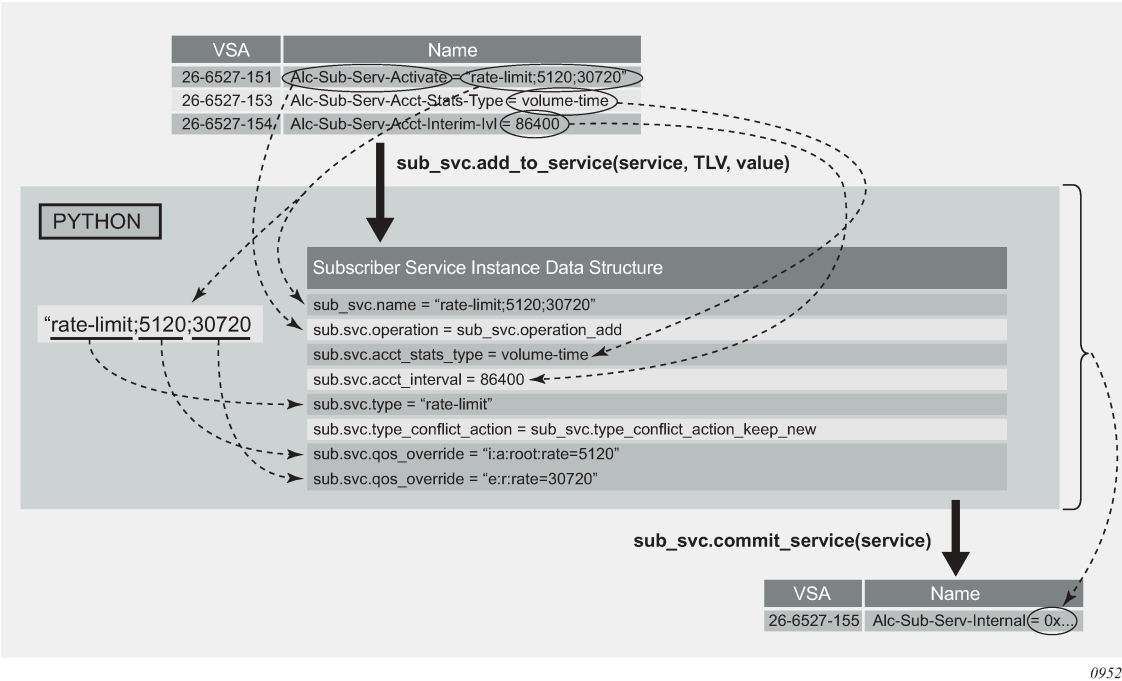 VSA Name
26-6527-151 Alc-Sub-Serv-Activate = “rate-limit;5120;30720”
26-6527-153 Alc-Sub-Serv-Acct-Stats-Type = volume-time
26-6527-154 Alc-Sub-Serv-Acct-Interim-Ivl = 86400
sub_svc.add_to_service(service, TLV, value)
PYTHON
Subscriber Service Instance Data Structure
sub_svc.name = “rate-limit;5120;30720”
“rate-limit;5120;30720
sub.svc.operation = sub_svc.operation_add
sub.svc.acct_stats_type = volume-time
sub.svc.acct_interval = 86400
sub.svc.type = “rate-limit”
sub.svc.type_conflict_action = sub_svc.type_conflict_action_keep_new
sub.svc.qos_override = “i:a:root:rate=5120”
sub.svc.qos_override = “e:r:rate=30720”
sub_svc.commit_service(service)
VSA Name
26-6527-155 Alc-Sub-Serv-Internal = 0x...
0952